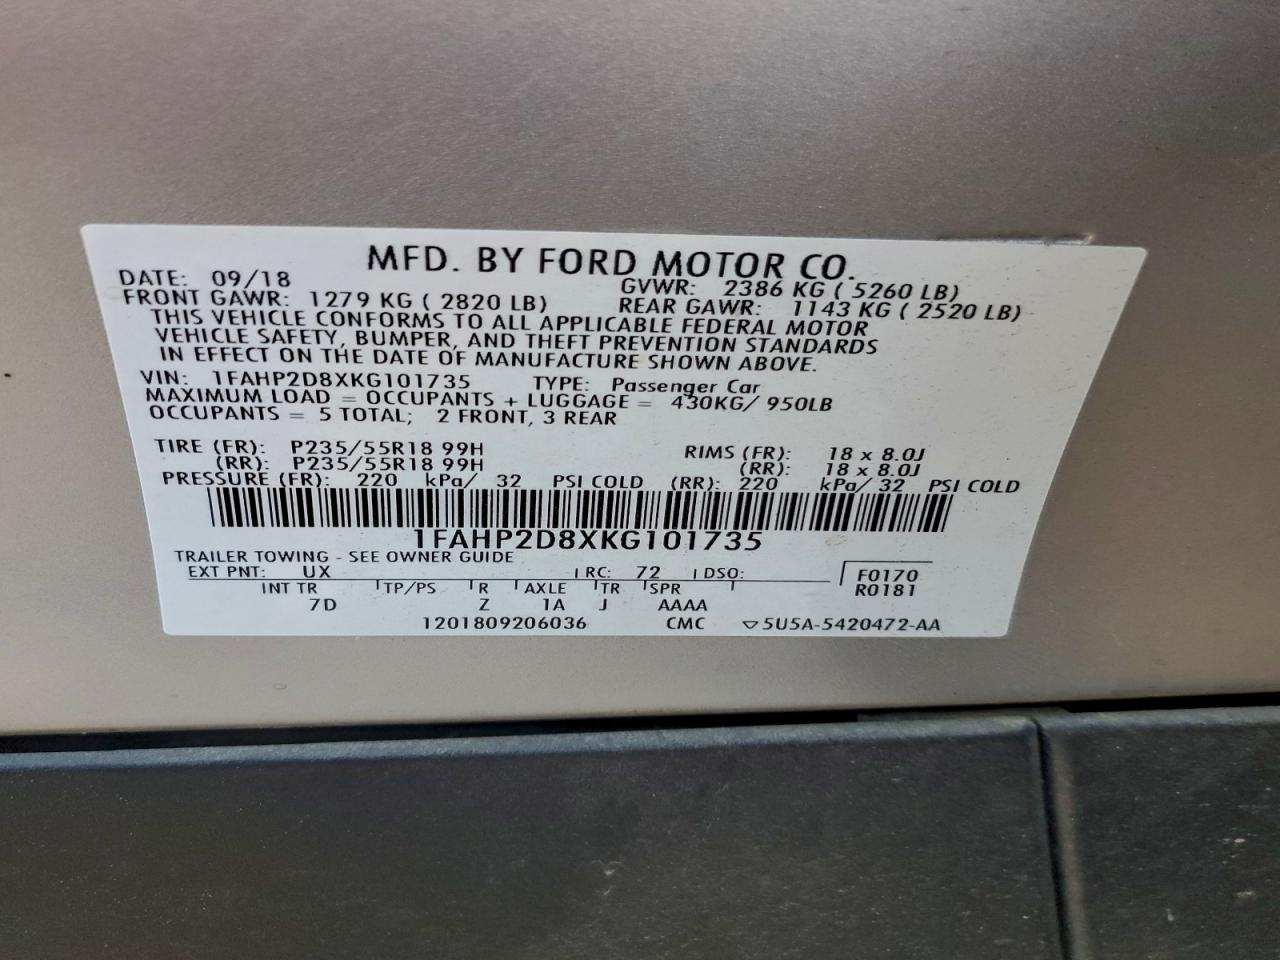 MFD. BY FORD MOTOR CO.
DATE: 09/18 GVWR: 2386 KG ( 5260 LB)
FRONT GAWR: 1279 KG ( 2820 LB) REAR GAWR: 1143 KG ( 2520 LB)
THIS VEHICLE CONFORMS TO ALL APPLICABLE FEDERAL MOTOR
VEHICLE SAFETY, BUMPER, AND THEFT PREVENTION STANDARDS
IN EFFECT ON THE DATE OF MANUFACTURE SHOWN ABOVE.
VIN: 1FAHP2D8XKG101735 TYPE: Passenger Car
MAXIMUM LOAD = OCCUPANTS + LUGGAGE = 430KG/ 950LB
OCCUPANTS = 5 TOTAL; 2 FRONT, 3 REAR
TIRE (FR): P235/55R18 99H RIMS (FR): 18 x 8.0J
(RR): P235/55R18 99H (RR): 18 x 8.0J
PRESSURE (FR): 220 kPa/ 32 PSI COLD (RR): 220 kPa/ 32 PSI COLD
1FAHP2D8XKG101735
TRAILER TOWING - SEE OWNER GUIDE
EXT PNT: UX RC: 72 DSO: F0170
INT TR TP/PS R AXLE TR SPR R0181
7D Z 1A J AAAA
1201809206036 CMC ▽5U5A-5420472-AA